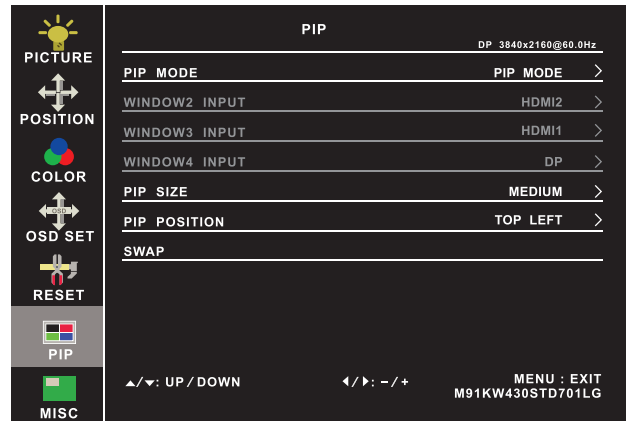 PICTURE
POSITION
COLOR
OSD
OSD SET
RESET
PIP
MISC
PIP
DP 3840x2160@60.0Hz
PIP MODE PIP MODE >
WINDOW2 INPUT HDMI2 >
WINDOW3 INPUT HDMI1 >
WINDOW4 INPUT DP >
PIP SIZE MEDIUM >
PIP POSITION TOP LEFT >
SWAP
▲/▼: UP / DOWN ◀/▶: – / + MENU : EXIT
M91KW430STD701LG